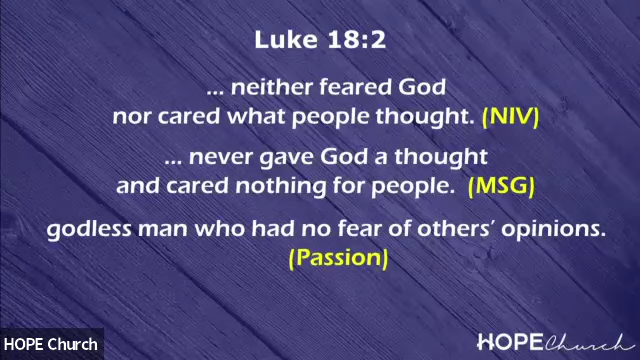 Luke 18:2
... neither feared God
nor cared what people thought. (NIV)
... never gave God a thought
and cared nothing for people. (MSG)
godless man who had no fear of others’ opinions.
(Passion)
HOPE Church
HOPE Church